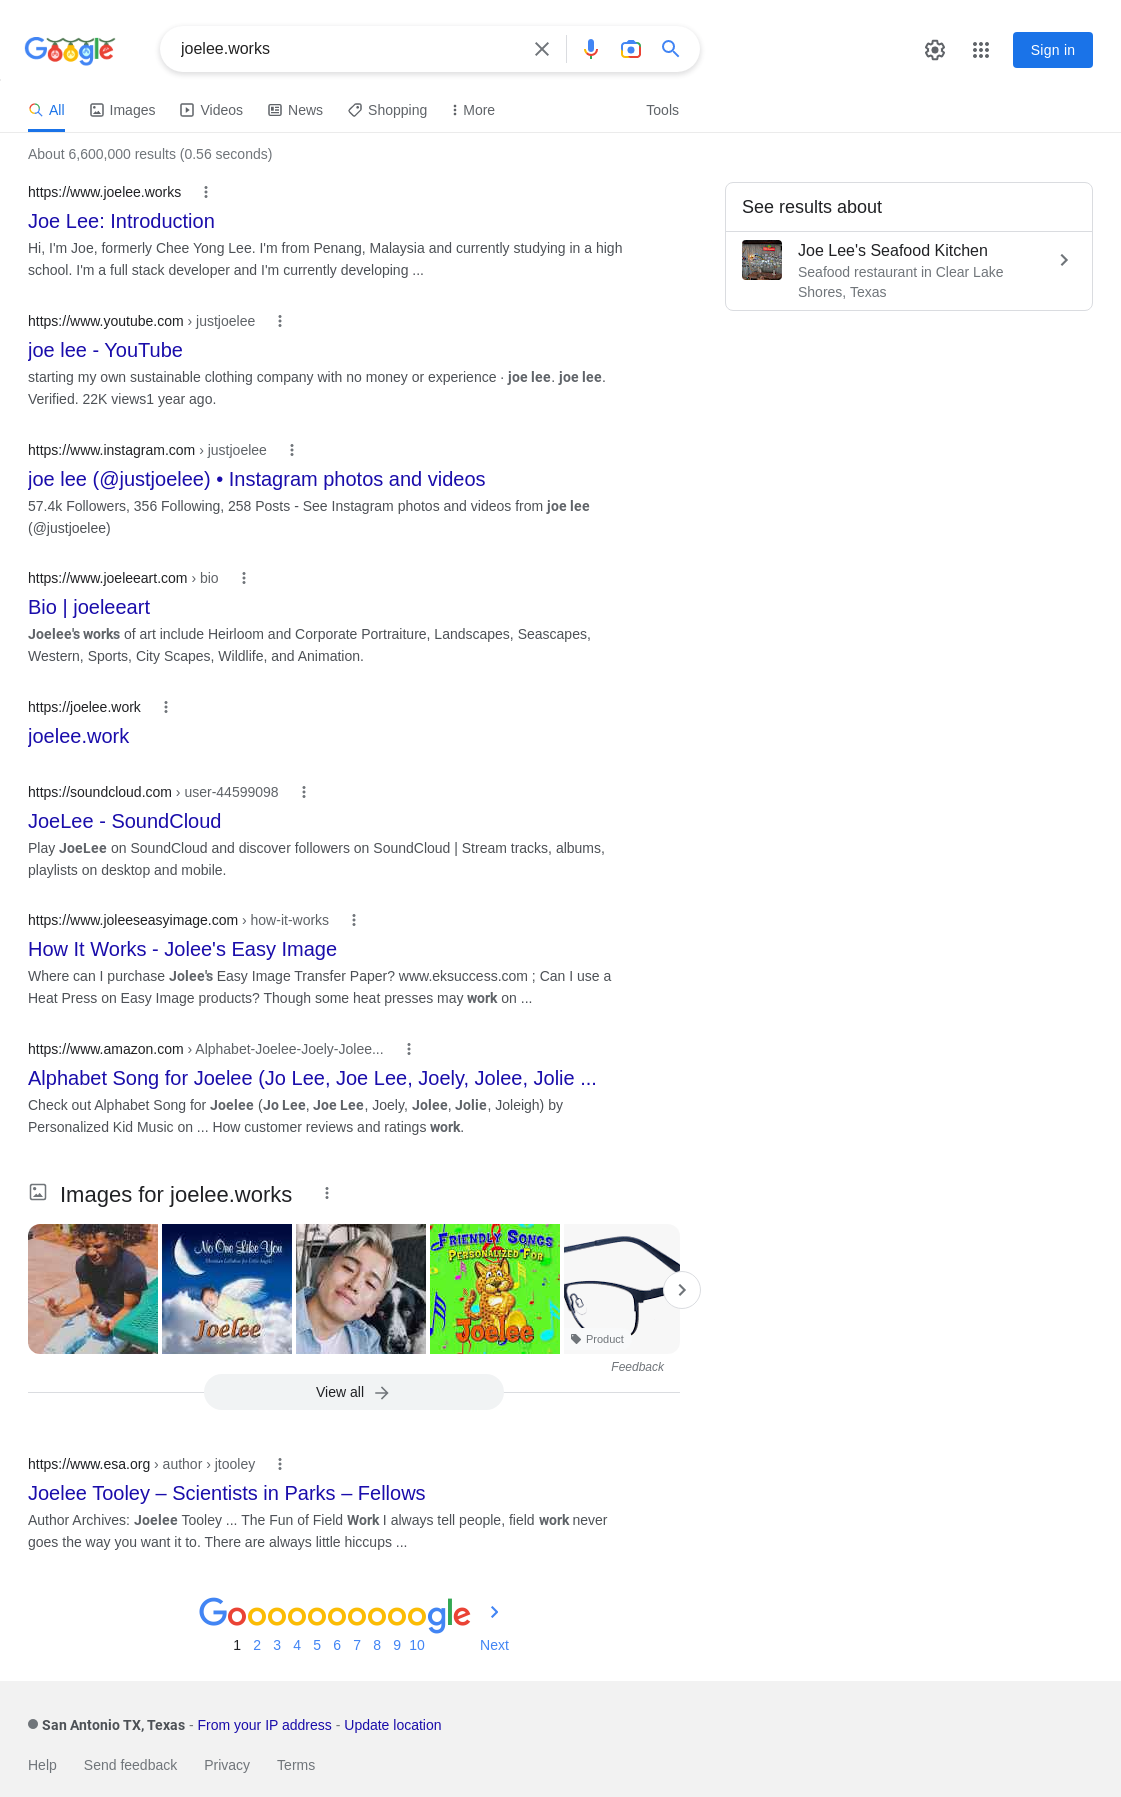 Google
joelee.works
Sign in
All Images Videos News Shopping More Tools
About 6,600,000 results (0.56 seconds)
https://www.joelee.works
Joe Lee: Introduction
Hi, I'm Joe, formerly Chee Yong Lee. I'm from Penang, Malaysia and currently studying in a high
school. I'm a full stack developer and I'm currently developing ...
See results about
Joe Lee's Seafood Kitchen
Seafood restaurant in Clear Lake
Shores, Texas
https://www.youtube.com › justjoelee
joe lee - YouTube
starting my own sustainable clothing company with no money or experience · joe lee. joe lee.
Verified. 22K views1 year ago.
https://www.instagram.com › justjoelee
joe lee (@justjoelee) • Instagram photos and videos
57.4k Followers, 356 Following, 258 Posts - See Instagram photos and videos from joe lee
(@justjoelee)
https://www.joeleeart.com › bio
Bio | joeleeart
Joelee's works of art include Heirloom and Corporate Portraiture, Landscapes, Seascapes,
Western, Sports, City Scapes, Wildlife, and Animation.
https://joelee.work
joelee.work
https://soundcloud.com › user-44599098
JoeLee - SoundCloud
Play JoeLee on SoundCloud and discover followers on SoundCloud | Stream tracks, albums,
playlists on desktop and mobile.
https://www.joleeseasyimage.com › how-it-works
How It Works - Jolee's Easy Image
Where can I purchase Jolee's Easy Image Transfer Paper? www.eksuccess.com ; Can I use a
Heat Press on Easy Image products? Though some heat presses may work on ...
https://www.amazon.com › Alphabet-Joelee-Joely-Jolee...
Alphabet Song for Joelee (Jo Lee, Joe Lee, Joely, Jolee, Jolie ...
Check out Alphabet Song for Joelee (Jo Lee, Joe Lee, Joely, Jolee, Jolie, Joleigh) by
Personalized Kid Music on ... How customer reviews and ratings work.
Images for joelee.works
No One Like You
Christian Lullabies for Little Angels
Joelee
FRIENDLY SONGS
PERSONALIZED FOR
Joelee
Product
Feedback
View all
https://www.esa.org › author › jtooley
Joelee Tooley – Scientists in Parks – Fellows
Author Archives: Joelee Tooley ... The Fun of Field Work I always tell people, field work never
goes the way you want it to. There are always little hiccups ...
Goooooooooogle
1 2 3 4 5 6 7 8 9 10 Next
San Antonio TX, Texas - From your IP address - Update location
Help Send feedback Privacy Terms